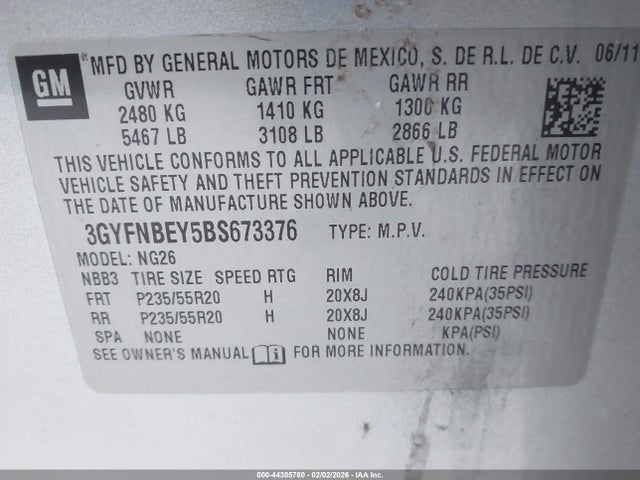 GM
® MFD BY GENERAL MOTORS DE MEXICO, S. DE R.L. DE C.V. 06/11
GVWR GAWR FRT GAWR RR
2480 KG 1410 KG 1300 KG
5467 LB 3108 LB 2866 LB
THIS VEHICLE CONFORMS TO ALL APPLICABLE U.S. FEDERAL MOTOR
VEHICLE SAFETY AND THEFT PREVENTION STANDARDS IN EFFECT ON
THE DATE OF MANUFACTURE SHOWN ABOVE.
3GYFNBEY5BS673376 TYPE: M.P.V.
MODEL: NG26
NBB3 TIRE SIZE SPEED RTG RIM COLD TIRE PRESSURE
FRT P235/55R20 H 20X8J 240KPA(35PSI)
RR P235/55R20 H 20X8J 240KPA(35PSI)
SPA NONE NONE KPA(PSI)
SEE OWNER'S MANUAL FOR MORE INFORMATION.
000-44305780 - 02/02/2026 - IAAI.com